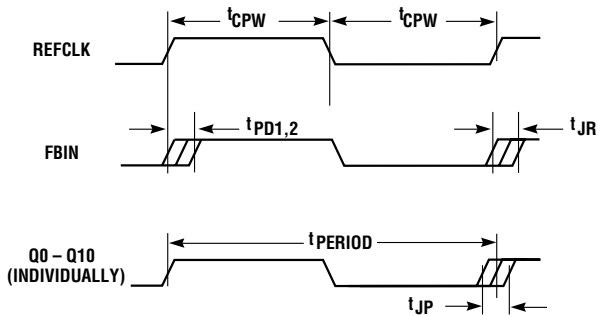 tCPW tCPW
REFCLK
tPD1,2 tJR
FBIN
tPERIOD
Q0 – Q10
(INDIVIDUALLY)
tJP